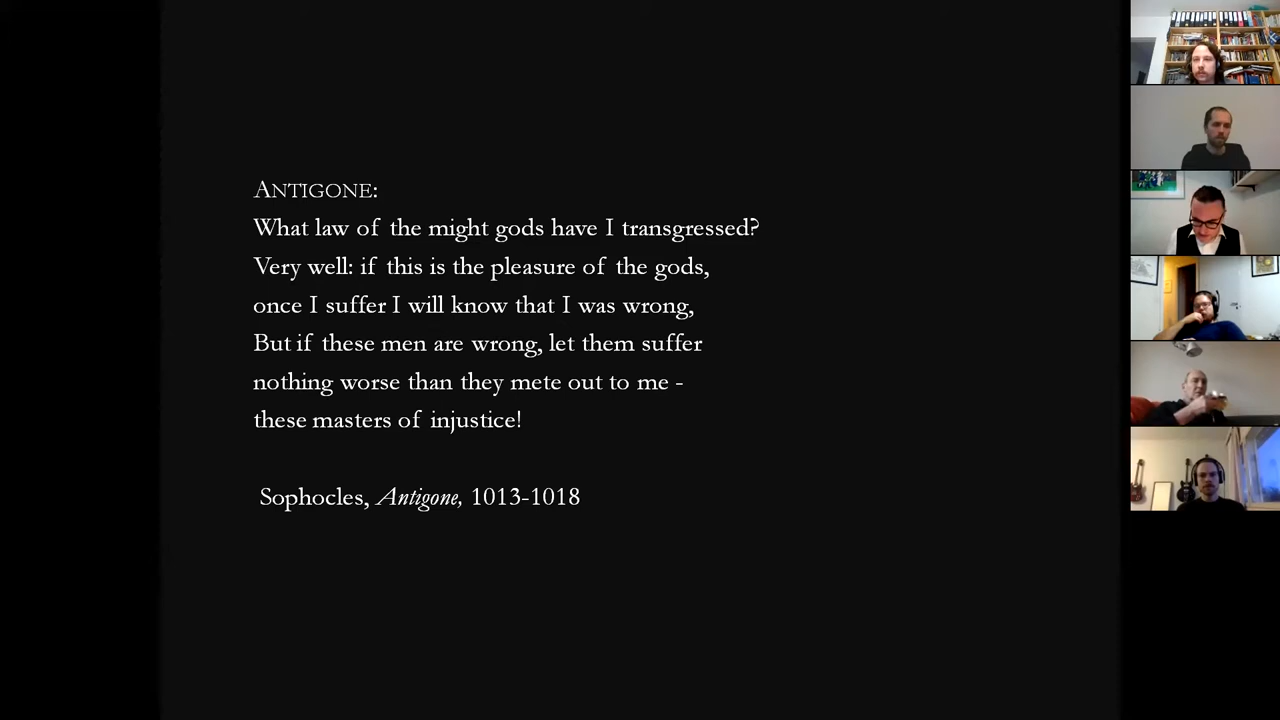 ANTIGONE:
What law of the might gods have I transgressed?
Very well: if this is the pleasure of the gods,
once I suffer I will know that I was wrong,
But if these men are wrong, let them suffer
nothing worse than they mete out to me -
these masters of injustice!
Sophocles, Antigone, 1013-1018